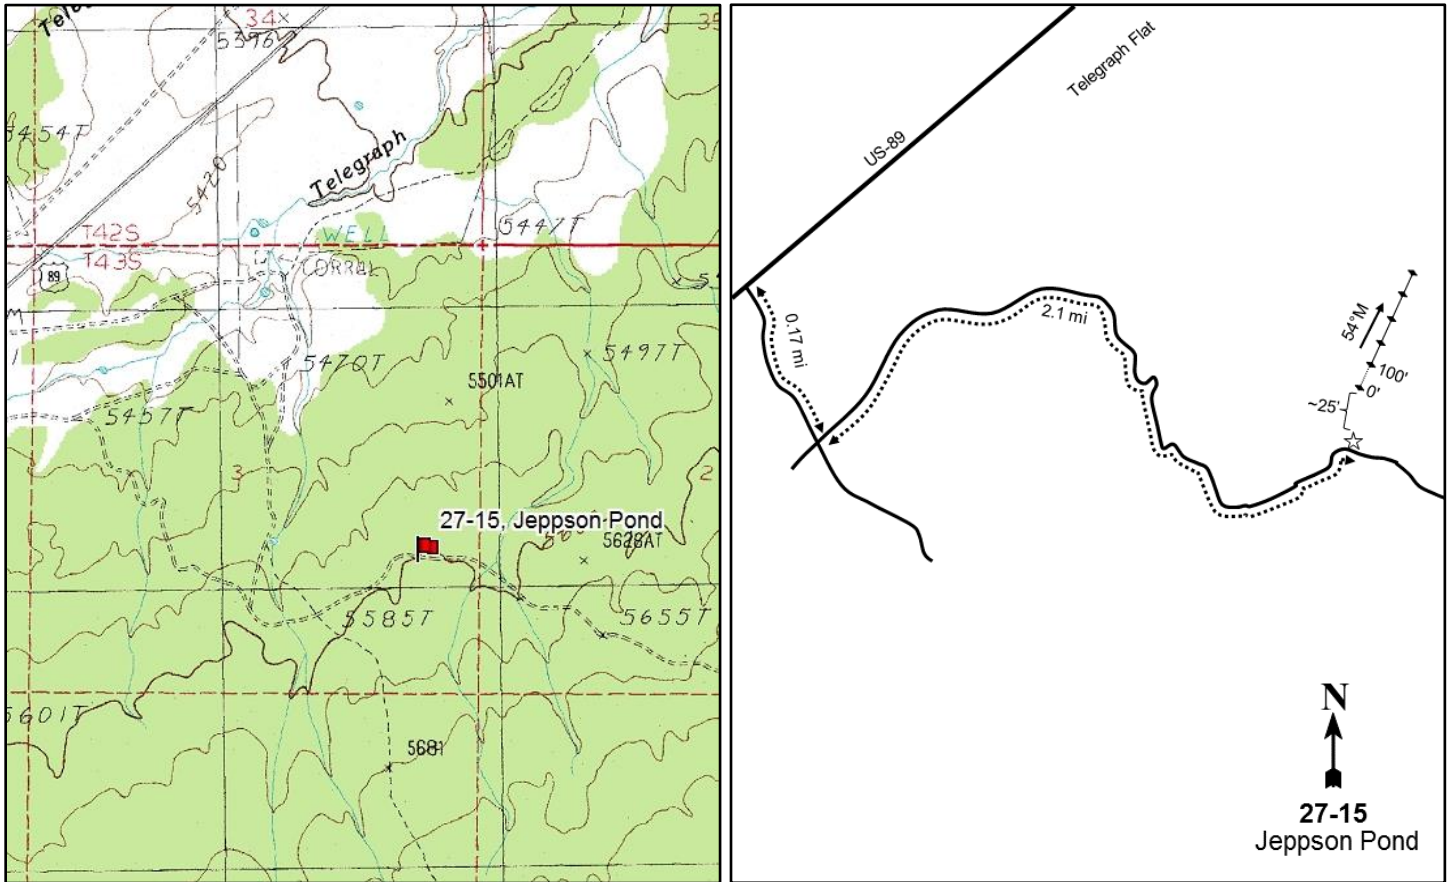 34
5396
5454T
5420
Telegraph
T42S
T43S
WELL
5447T
CORRAL
89
5470T
5497T
5501AT
5457T
3
2
27-15, Jeppson Pond
5628AT
5585T
5655T
5601T
5681
Telegraph Flat
US-89
0.17 mi
2.1 mi
54°M
100'
0'
~25'
N
27-15
Jeppson Pond